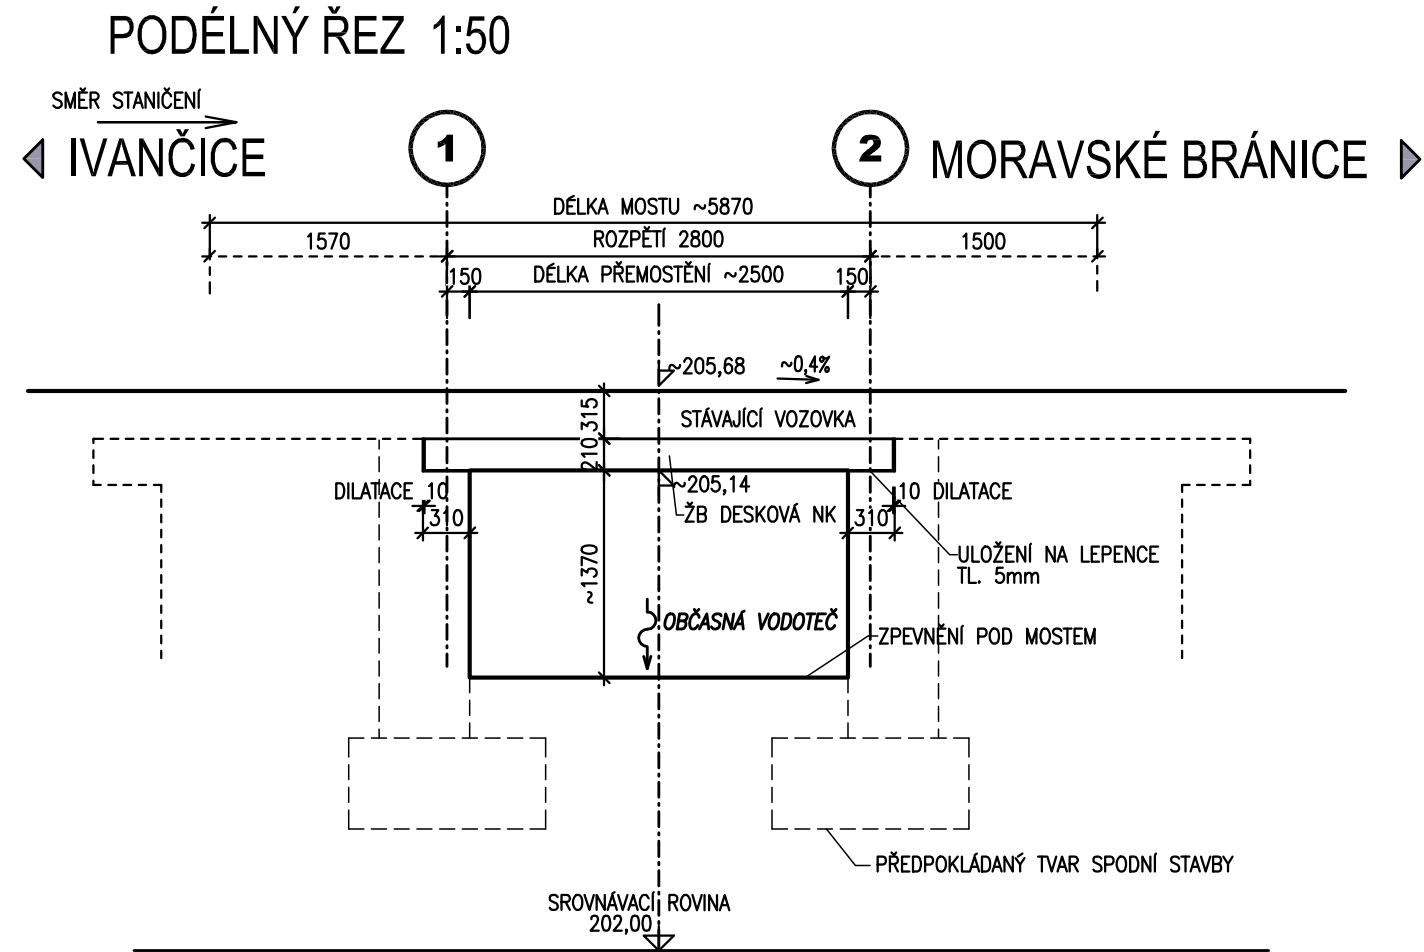 PODÉLNÝ ŘEZ 1:50
SMĚR STANIČENÍ
IVANČICE
1
2
MORAVSKÉ BRÁNICE
DÉLKA MOSTU ~5870
1570
ROZPĚTÍ 2800
1500
150
DÉLKA PŘEMOSTĚNÍ ~2500
150
~205,68
~0,4%
315
STÁVAJÍCÍ VOZOVKA
210
~205,14
DILATACE 10
10 DILATACE
310
ŽB DESKOVÁ NK
310
ULOŽENÍ NA LEPENCE
TL. 5mm
~1370
OBČASNÁ VODOTEČ
ZPEVNĚNÍ POD MOSTEM
PŘEDPOKLÁDANÝ TVAR SPODNÍ STAVBY
SROVNÁVACÍ ROVINA
202,00